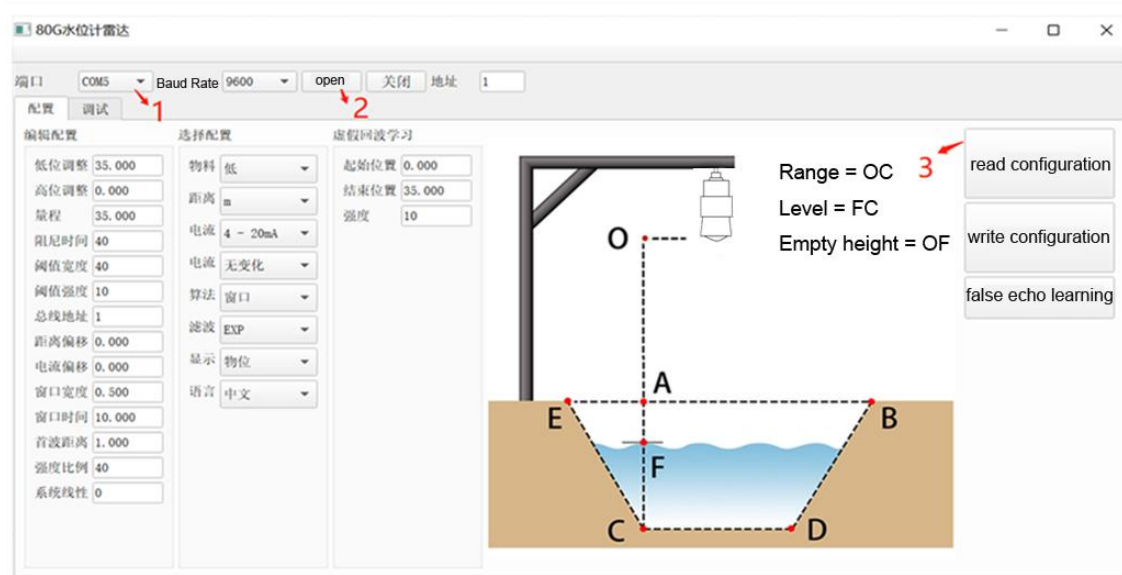 80G水位计雷达
端口 COM5 Baud Rate 9600 open 关闭 地址 1
1 2
配置 调试
编辑配置
低位调整 35.000
高位调整 0.000
量程 35.000
阻尼时间 40
阈值宽度 40
阈值强度 10
总线地址 1
距离偏移 0.000
电流偏移 0.000
窗口宽度 0.500
窗口时间 10.000
首波距离 1.000
强度比例 40
系统线性 0
选择配置
物料 低
距离 m
电流 4 - 20mA
电流 无变化
算法 窗口
滤波 EXP
显示 物位
语言 中文
虚假回波学习
起始位置 0.000
结束位置 35.000
强度 10
Range = OC
Level = FC
Empty height = OF
O
A
E B
F
C D
3
read configuration
write configuration
false echo learning